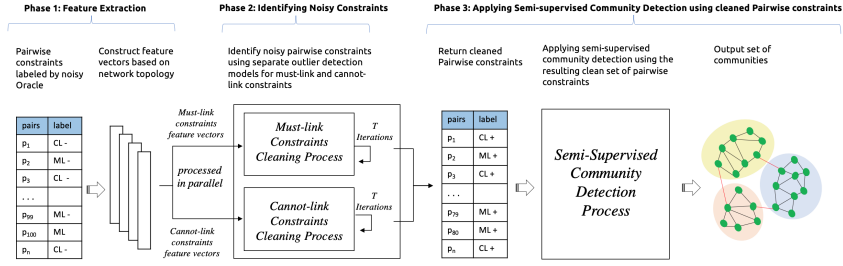 Phase 1: Feature Extraction
Phase 2: Identifying Noisy Constraints
Phase 3: Applying Semi-supervised Community Detection using cleaned Pairwise constraints
Pairwise
constraints
labeled by noisy
Oracle
Construct feature
vectors based on
network topology
Identify noisy pairwise constraints
using separate outlier detection
models for must-link and cannot-
link constraints
Return cleaned
Pairwise constraints
Applying semi-supervised
community detection using the
resulting clean set of pairwise
constraints
Output set of
communities
pairs label
p1 CL -
p2 ML -
p3 CL -
. . .
p99 ML -
p100 ML
pn CL -
Must-link
constraints
feature vectors
processed
in parallel
Cannot-link
constraints
feature vectors
Must-link
Constraints
Cleaning Process
T
Iterations
Cannot-link
Constraints
Cleaning Process
T
Iterations
pairs label
p1 CL +
p2 ML +
p3 CL +
. . .
p79 ML +
p80 ML +
pn CL +
Semi-Supervised
Community
Detection
Process